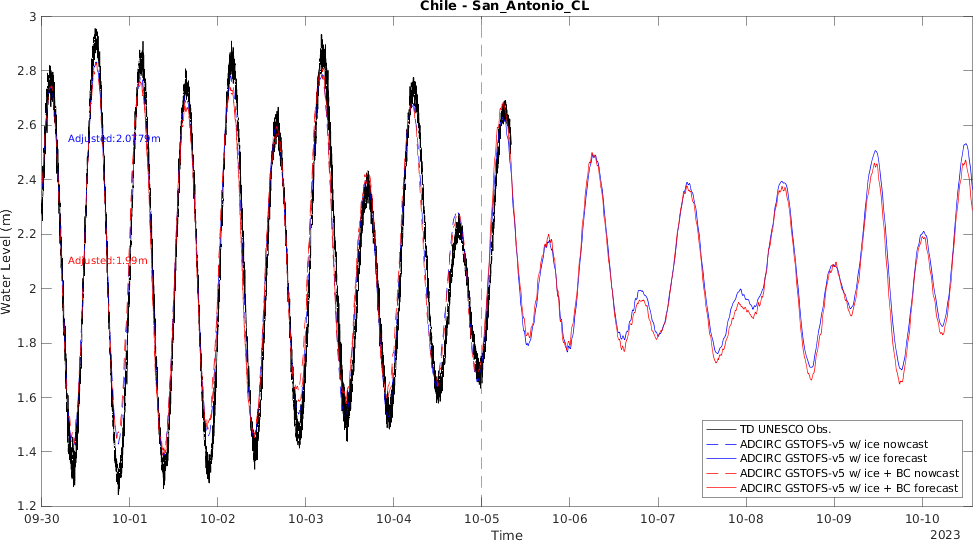 Chile - San_Antonio_CL
3
2.8
2.6
2.4
2.2
2
1.8
1.6
1.4
1.2
Water Level (m)
Adjusted:2.0779m
Adjusted:1.99m
TD UNESCO Obs.
ADCIRC GSTOFS-v5 w/ ice nowcast
ADCIRC GSTOFS-v5 w/ ice forecast
ADCIRC GSTOFS-v5 w/ ice + BC nowcast
ADCIRC GSTOFS-v5 w/ ice + BC forecast
09-30 10-01 10-02 10-03 10-04 10-05 10-06 10-07 10-08 10-09 10-10
Time
2023